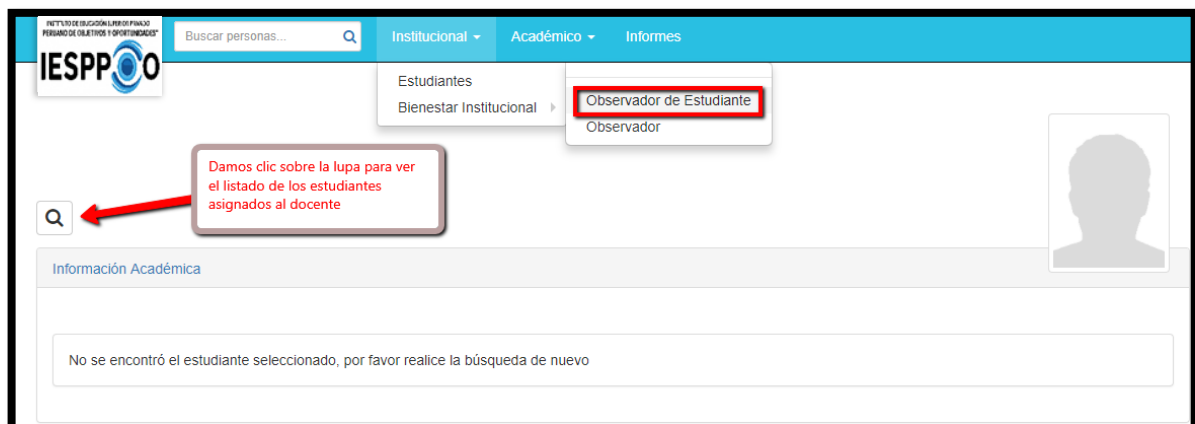 INSTITUTO DE EDUCACIÓN SUPERIOR PRIVADO
PERUANO DE OBJETIVOS Y OPORTUNIDADES"
IESPPOO
Buscar personas...
Institucional
Académico
Informes
Estudiantes
Bienestar Institucional
Observador de Estudiante
Observador
Damos clic sobre la lupa para ver
el listado de los estudiantes
asignados al docente
Información Académica
No se encontró el estudiante seleccionado, por favor realice la búsqueda de nuevo